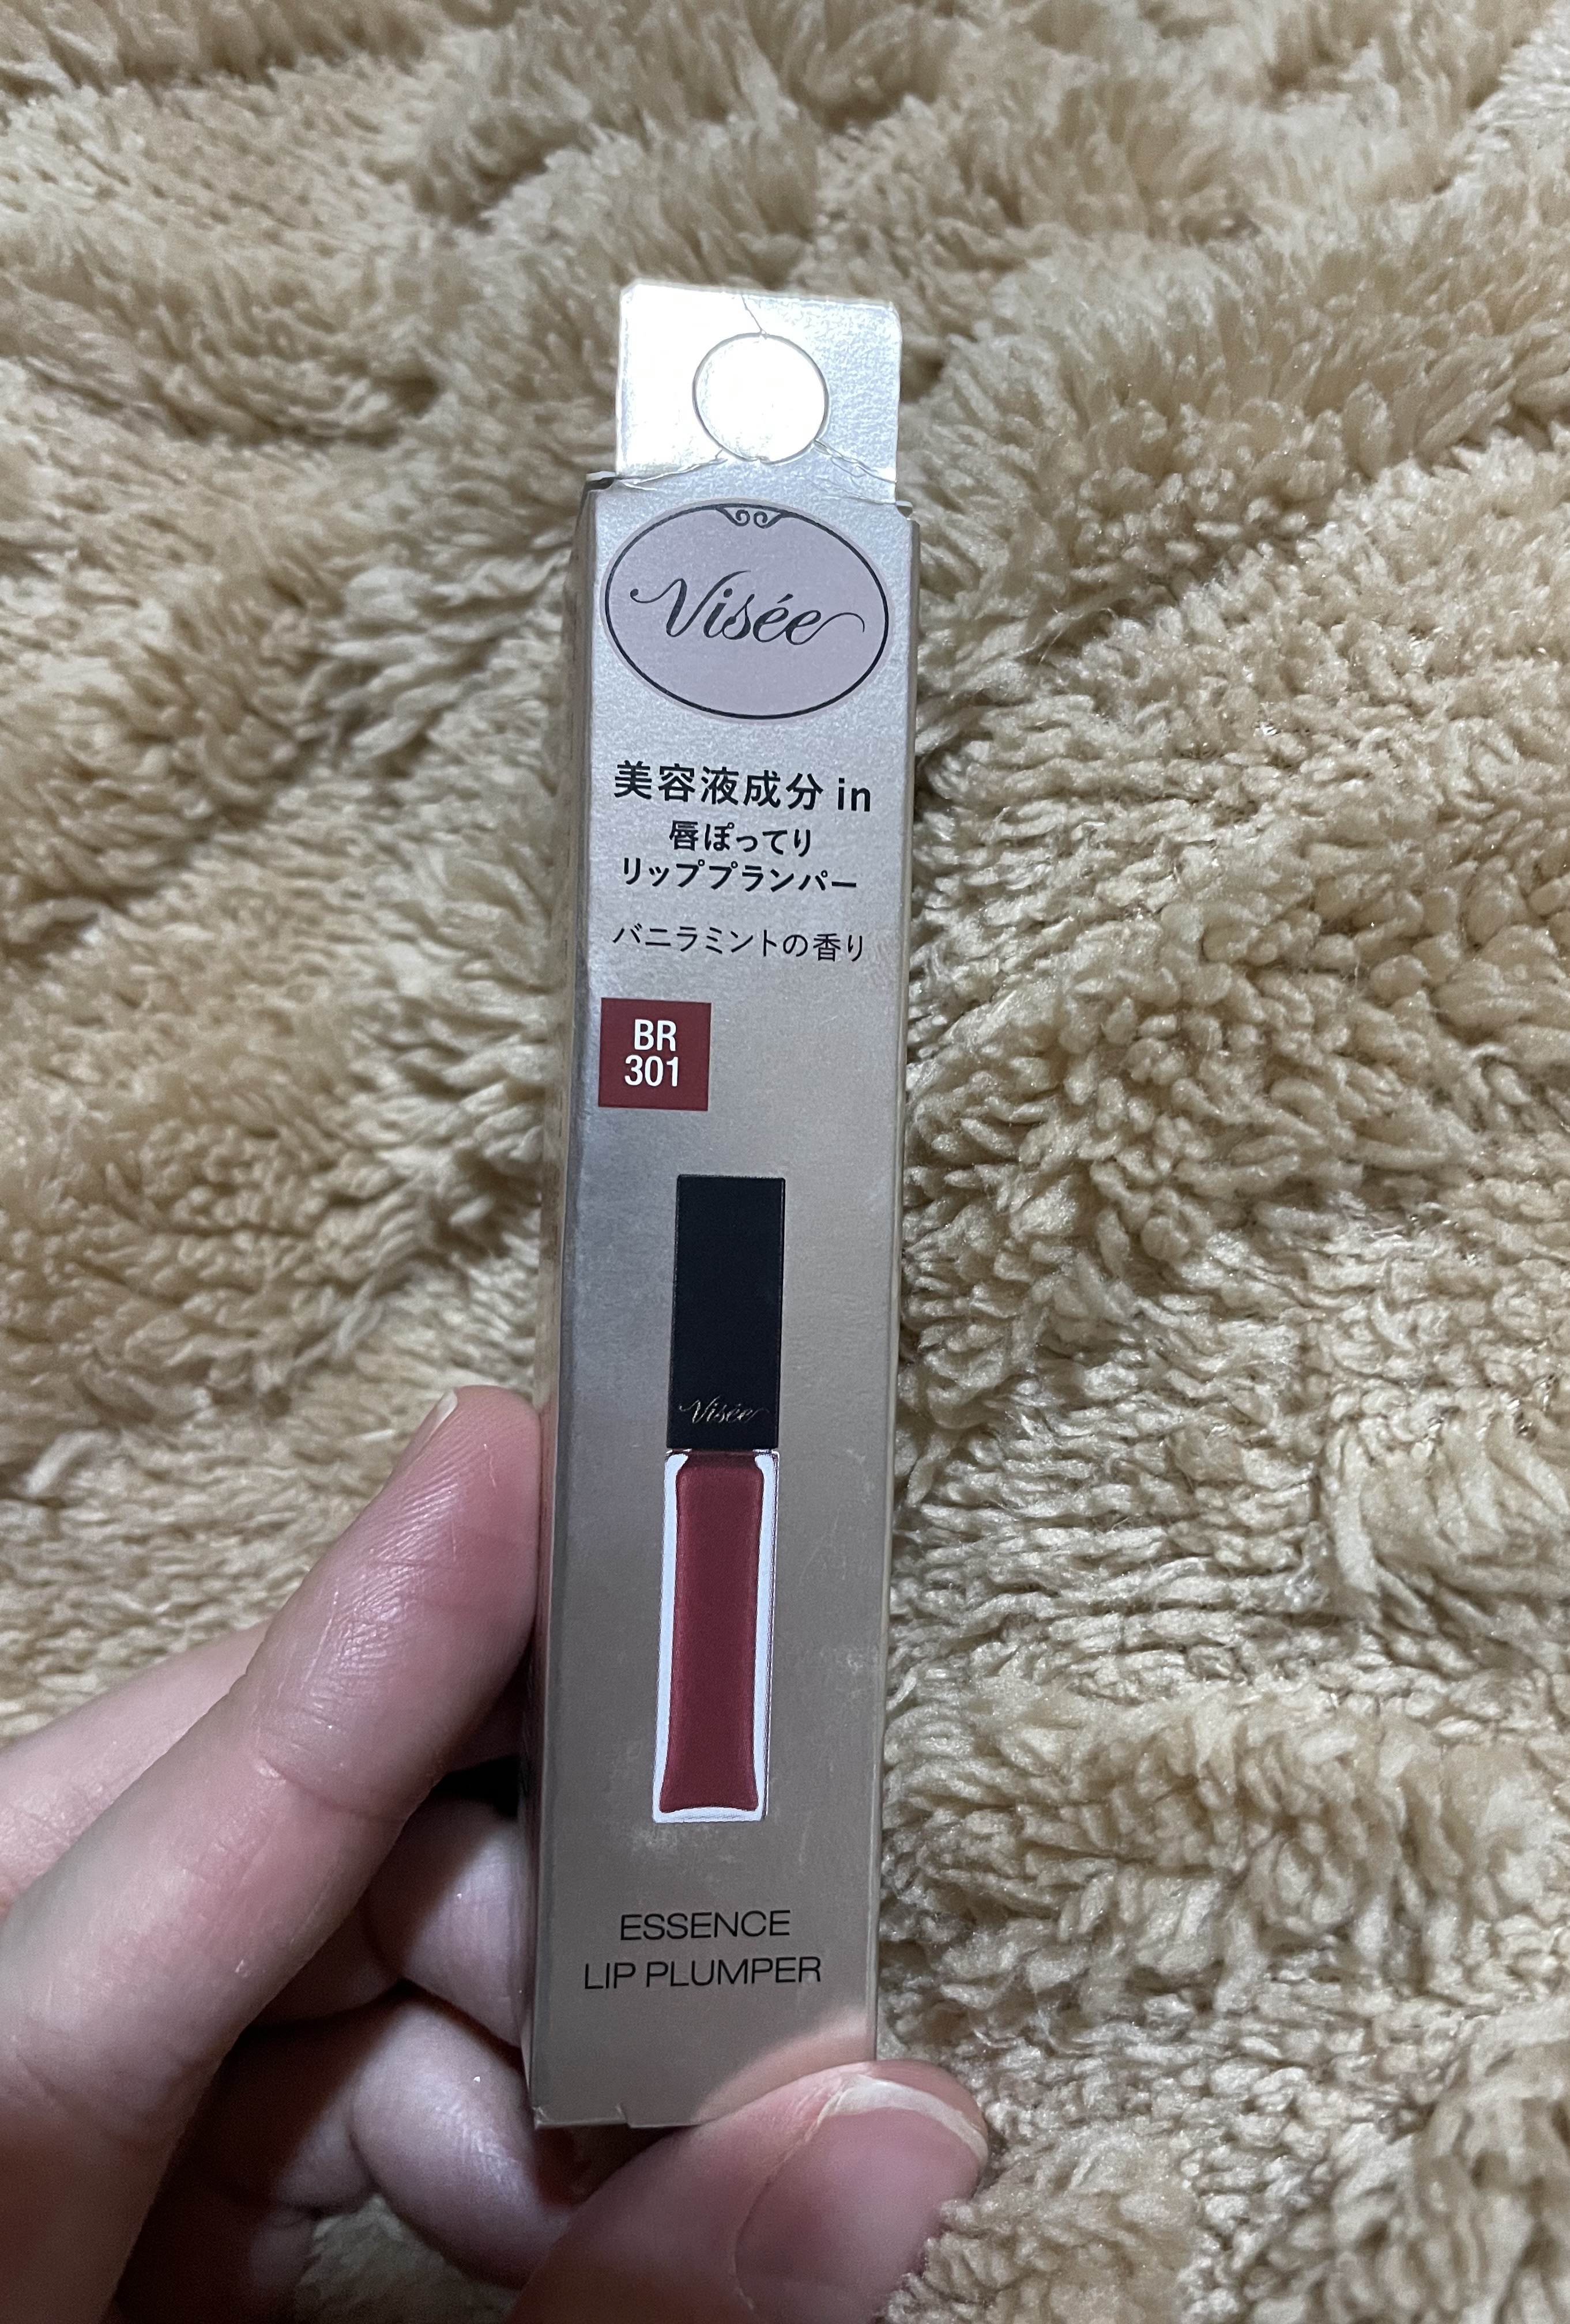 Visée
美容液成分 in
唇ぽってり
リッププランパー
バニラミントの香り
BR
301
Visée
ESSENCE
LIP PLUMPER